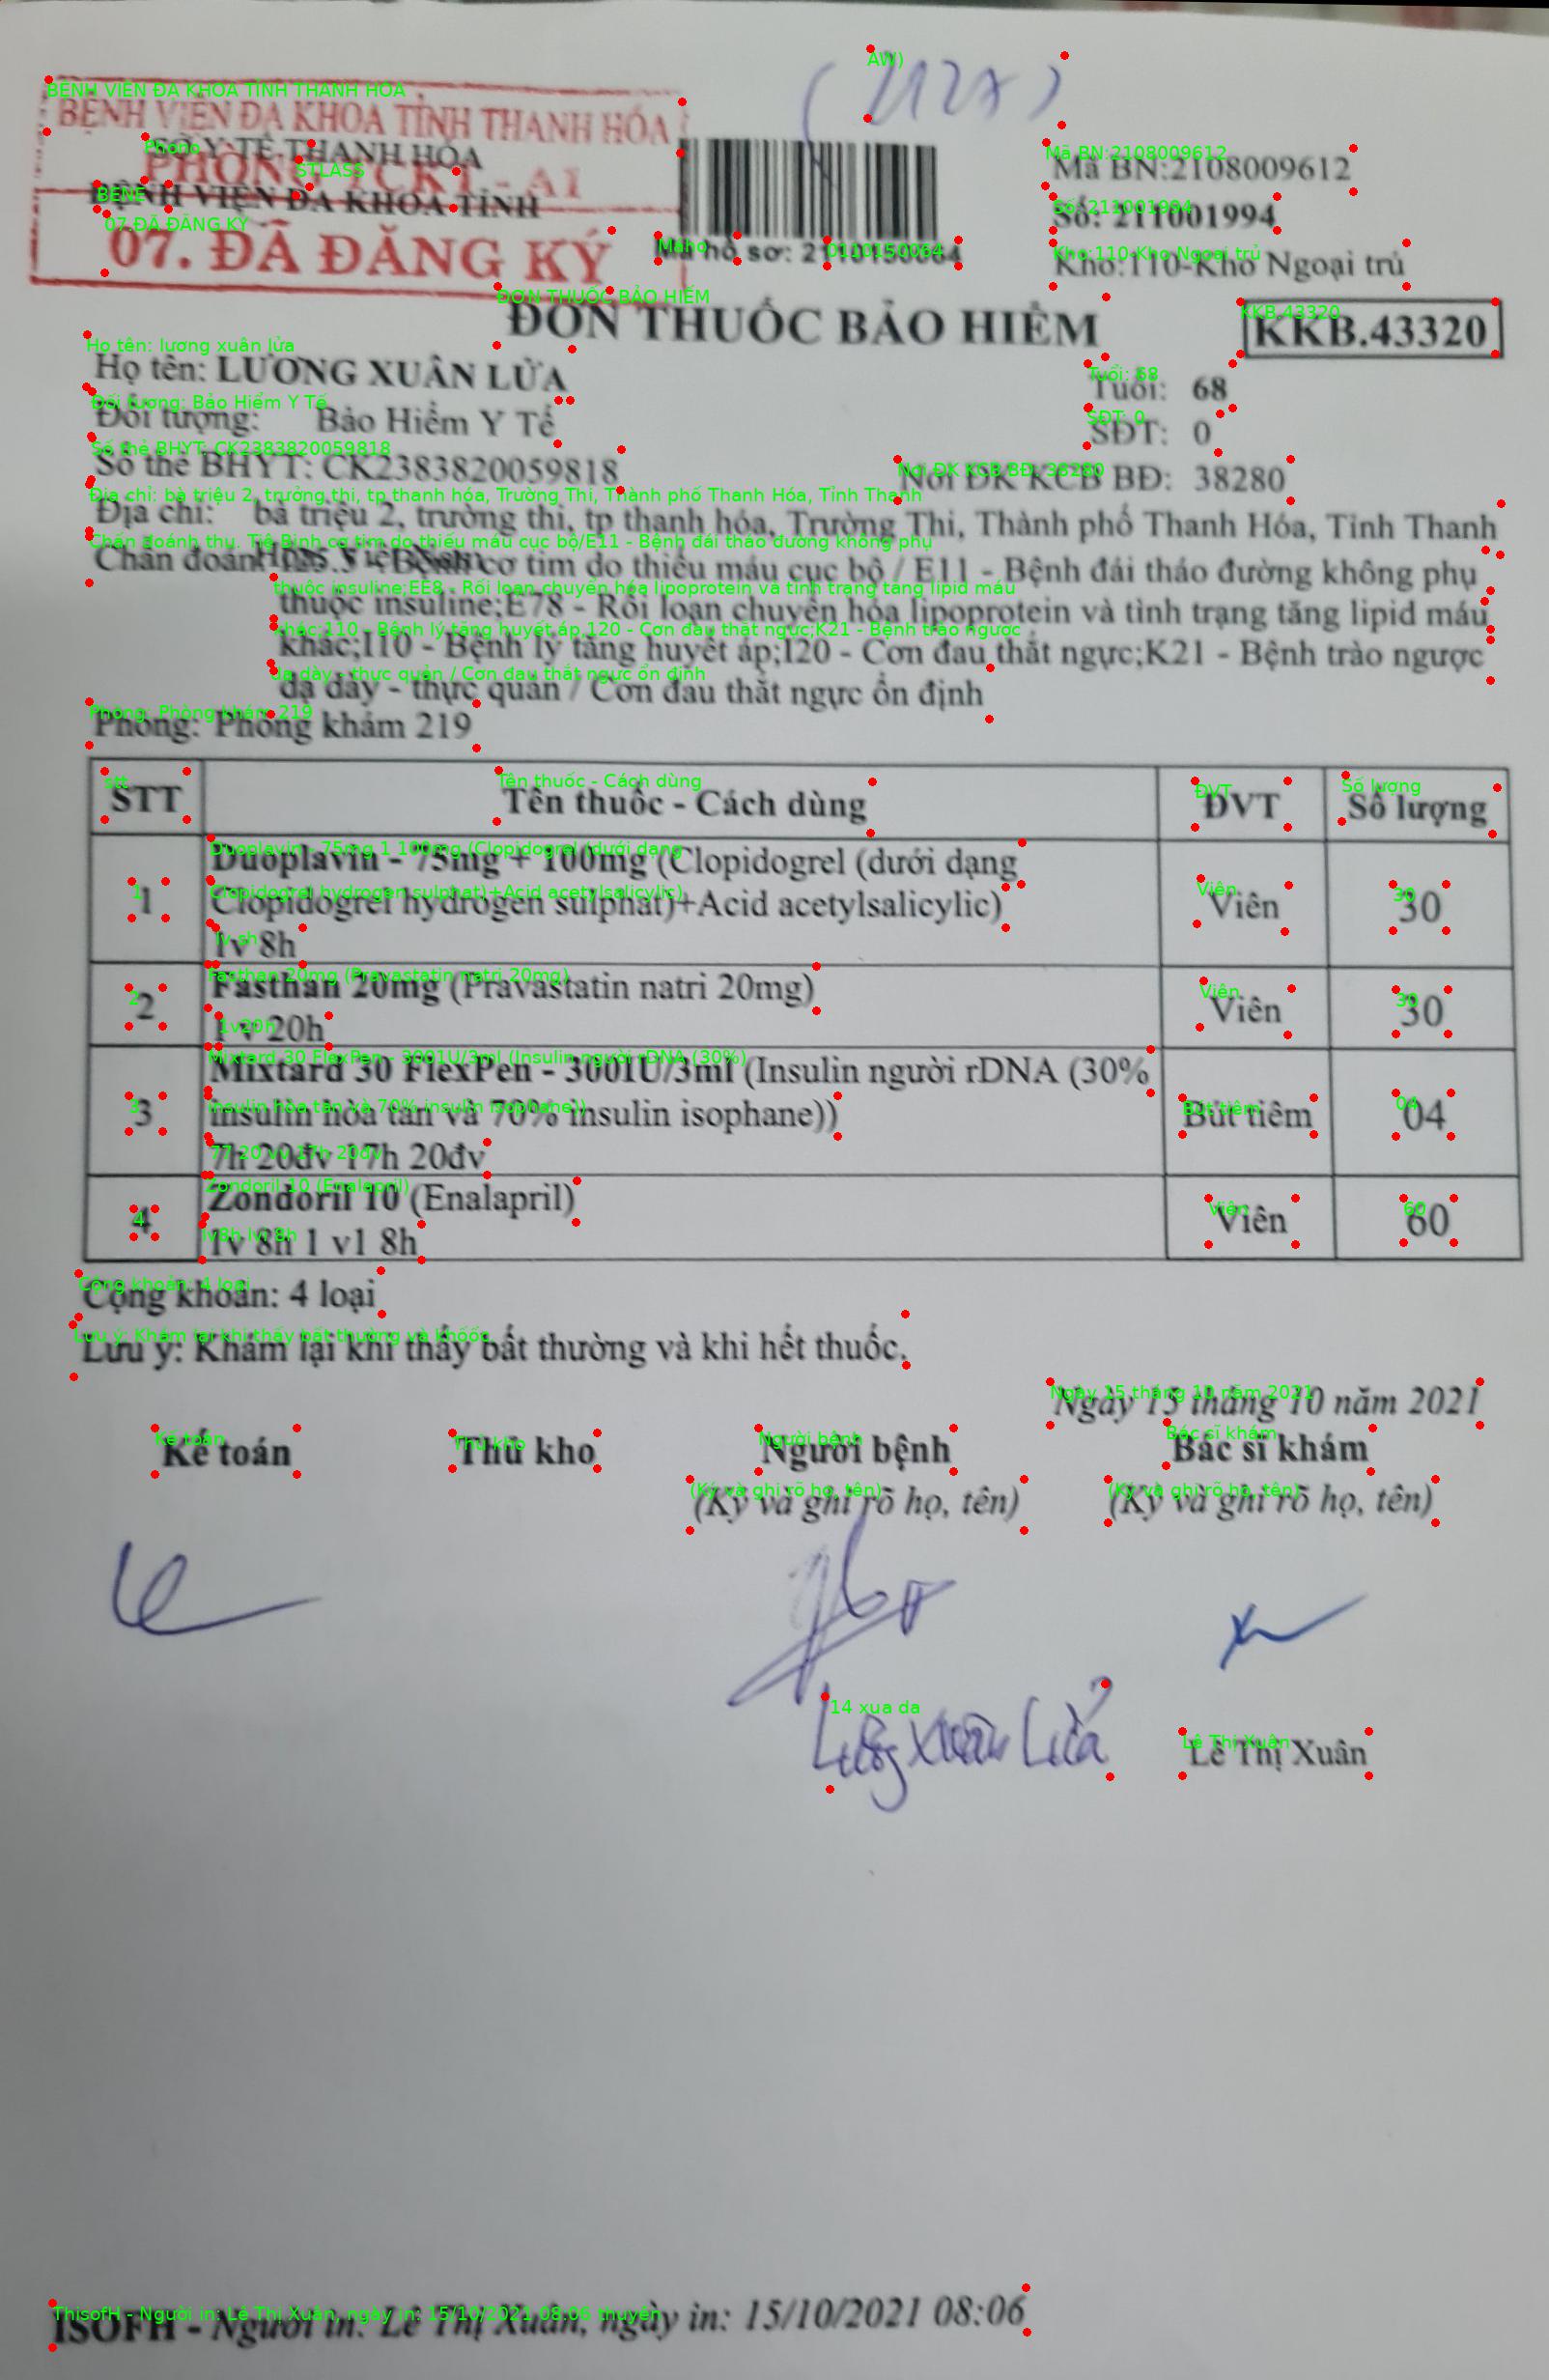 (2127)
BỆNH VIỆN ĐA KHOA TỈNH THANH HÓA
SỞ Y TẾ THANH HÓA
PHÒNG TCKT - A1
BỆNH VIỆN ĐA KHOA TỈNH
07. ĐÃ ĐĂNG KÝ
Mã hồ sơ: 2110150064
Mã BN:2108009612
Số: 211001994
Kho:110-Kho Ngoại trú
ĐƠN THUỐC BẢO HIỂM
KKB.43320
Họ tên: LƯƠNG XUÂN LỬA
Tuổi: 68
Đối tượng: Bảo Hiểm Y Tế
SĐT: 0
Số thẻ BHYT: CK2383820059818
Nơi ĐK KCB BĐ: 38280
Địa chỉ: bà triệu 2, trường thi, tp thanh hóa, Trường Thi, Thành phố Thanh Hóa, Tỉnh Thanh
Chẩn đoán: I25.5 - Bệnh cơ tim do thiếu máu cục bộ / E11 - Bệnh đái tháo đường không phụ
thuộc insuline;E78 - Rối loạn chuyển hóa lipoprotein và tình trạng tăng lipid máu
khác;I10 - Bệnh lý tăng huyết áp;I20 - Cơn đau thắt ngực;K21 - Bệnh trào ngược
dạ dày - thực quản / Cơn đau thắt ngực ổn định
Phòng: Phòng khám 219
STT Tên thuốc - Cách dùng ĐVT Số lượng
1 Duoplavin - 75mg + 100mg (Clopidogrel (dưới dạng
Clopidogrel hydrogen sulphat)+Acid acetylsalicylic) Viên 30
1v 8h
2 Fasthan 20mg (Pravastatin natri 20mg) Viên 30
1 v 20h
3 Mixtard 30 FlexPen - 300IU/3ml (Insulin người rDNA (30%
insulin hòa tan và 70% insulin isophane)) Bút tiêm 04
7h 20đv 17h 20đv
4 Zondoril 10 (Enalapril) Viên 60
1v 8h 1 v1 8h
Cộng khoản: 4 loại
Lưu ý: Khám lại khi thấy bất thường và khi hết thuốc.
Ngày 15 tháng 10 năm 2021
Kế toán Thủ kho Người bệnh Bác sĩ khám
(Ký và ghi rõ họ, tên) (Ký và ghi rõ họ, tên)
Lương Xuân Lửa
Lê Thị Xuân
ISOFH - Người in: Lê Thị Xuân, ngày in: 15/10/2021 08:06